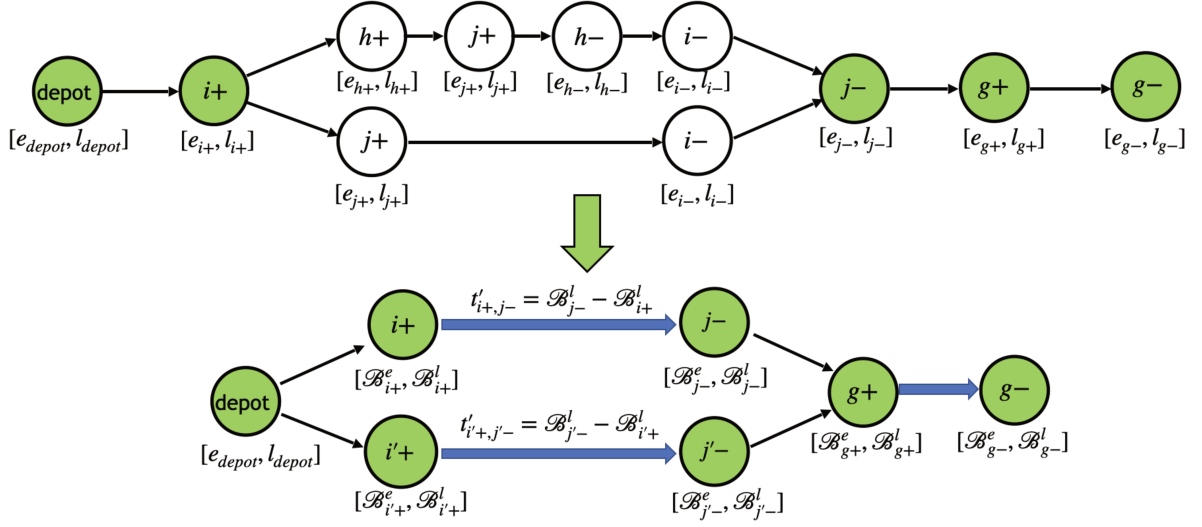 h+ j+ h− i−
[e_{h+}, l_{h+}] [e_{j+}, l_{j+}] [e_{h−}, l_{h−}] [e_{i−}, l_{i−}]
depot i+ j− g+ g−
[e_{depot}, l_{depot}] [e_{i+}, l_{i+}] [e_{j−}, l_{j−}] [e_{g+}, l_{g+}] [e_{g−}, l_{g−}]
j+ i−
[e_{j+}, l_{j+}] [e_{i−}, l_{i−}]
t′_{i+,j−} = ℬ^l_{j−} − ℬ^l_{i+}
i+ j−
[ℬ^e_{i+}, ℬ^l_{i+}] [ℬ^e_{j−}, ℬ^l_{j−}]
depot g+ g−
[e_{depot}, l_{depot}] [ℬ^e_{g+}, ℬ^l_{g+}] [ℬ^e_{g−}, ℬ^l_{g−}]
t′_{i′+,j′−} = ℬ^l_{j′−} − ℬ^l_{i′+}
i′+ j′−
[ℬ^e_{i′+}, ℬ^l_{i′+}] [ℬ^e_{j′−}, ℬ^l_{j′−}]